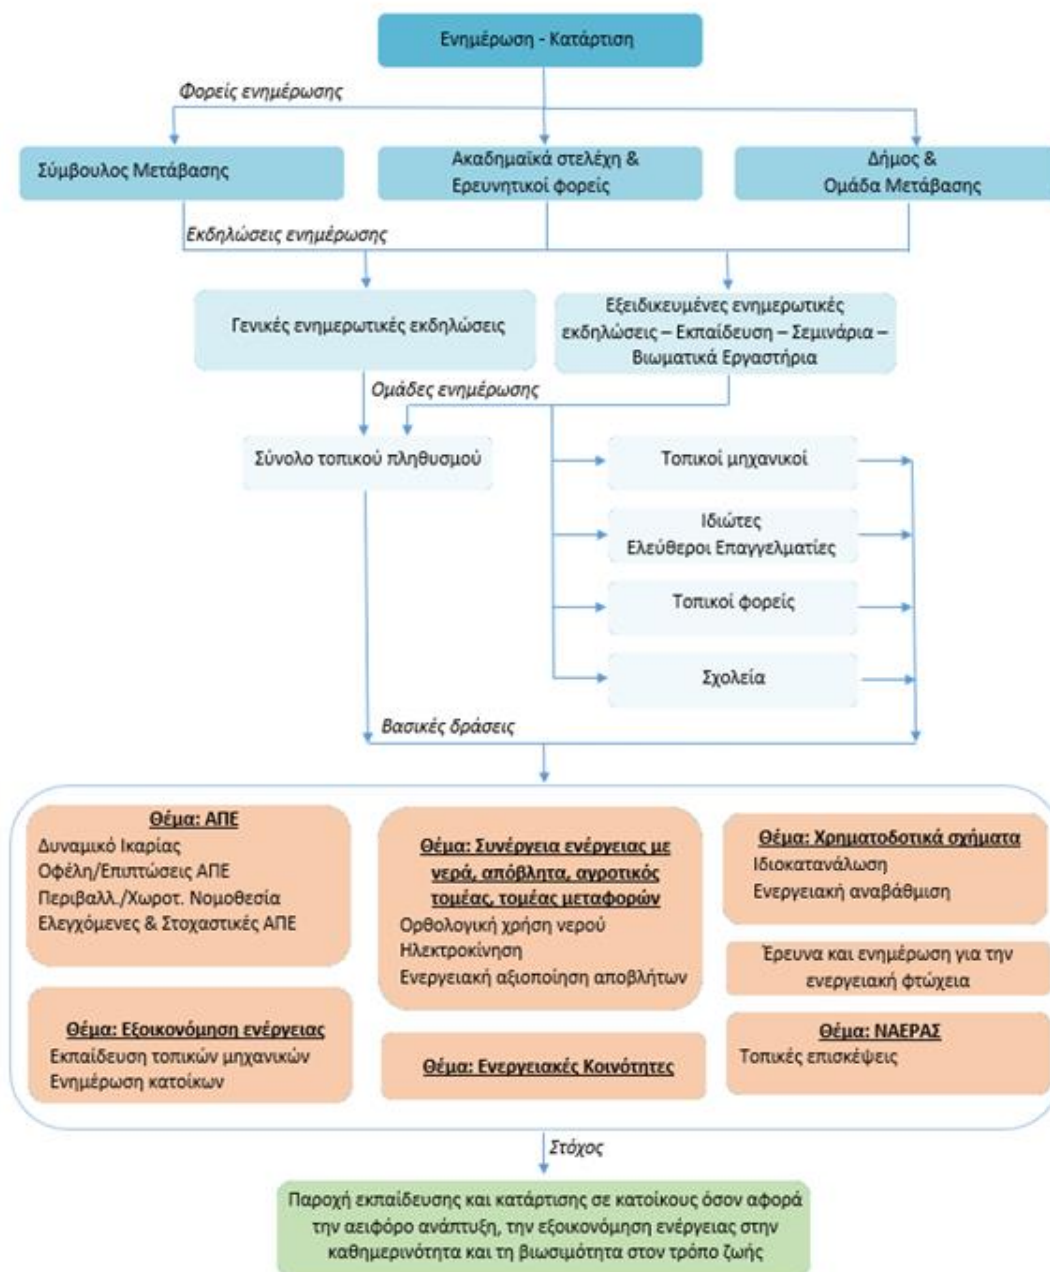 Ενημέρωση - Κατάρτιση
Φορείς ενημέρωσης
Σύμβουλος Μετάβασης
Ακαδημαϊκά στελέχη &
Ερευνητικοί φορείς
Δήμος &
Ομάδα Μετάβασης
Εκδηλώσεις ενημέρωσης
Γενικές ενημερωτικές εκδηλώσεις
Εξειδικευμένες ενημερωτικές
εκδηλώσεις – Εκπαίδευση – Σεμινάρια –
Βιωματικά Εργαστήρια
Ομάδες ενημέρωσης
Σύνολο τοπικού πληθυσμού
Τοπικοί μηχανικοί
Ιδιώτες
Ελεύθεροι Επαγγελματίες
Τοπικοί φορείς
Σχολεία
Βασικές δράσεις
Θέμα: ΑΠΕ
Δυναμικό Ικαρίας
Οφέλη/Επιπτώσεις ΑΠΕ
Περιβαλλ./Χωροτ. Νομοθεσία
Ελεγχόμενες & Στοχαστικές ΑΠΕ
Θέμα: Συνέργεια ενέργειας με
νερά, απόβλητα, αγροτικός
τομέας, τομέας μεταφορών
Ορθολογική χρήση νερού
Ηλεκτροκίνηση
Ενεργειακή αξιοποίηση αποβλήτων
Θέμα: Χρηματοδοτικά σχήματα
Ιδιοκατανάλωση
Ενεργειακή αναβάθμιση
Έρευνα και ενημέρωση για την
ενεργειακή φτώχεια
Θέμα: Εξοικονόμηση ενέργειας
Εκπαίδευση τοπικών μηχανικών
Ενημέρωση κατοίκων
Θέμα: Ενεργειακές Κοινότητες
Θέμα: ΝΑΕΡΑΣ
Τοπικές επισκέψεις
Στόχος
Παροχή εκπαίδευσης και κατάρτισης σε κατοίκους όσον αφορά
την αειφόρο ανάπτυξη, την εξοικονόμηση ενέργειας στην
καθημερινότητα και τη βιωσιμότητα στον τρόπο ζωής